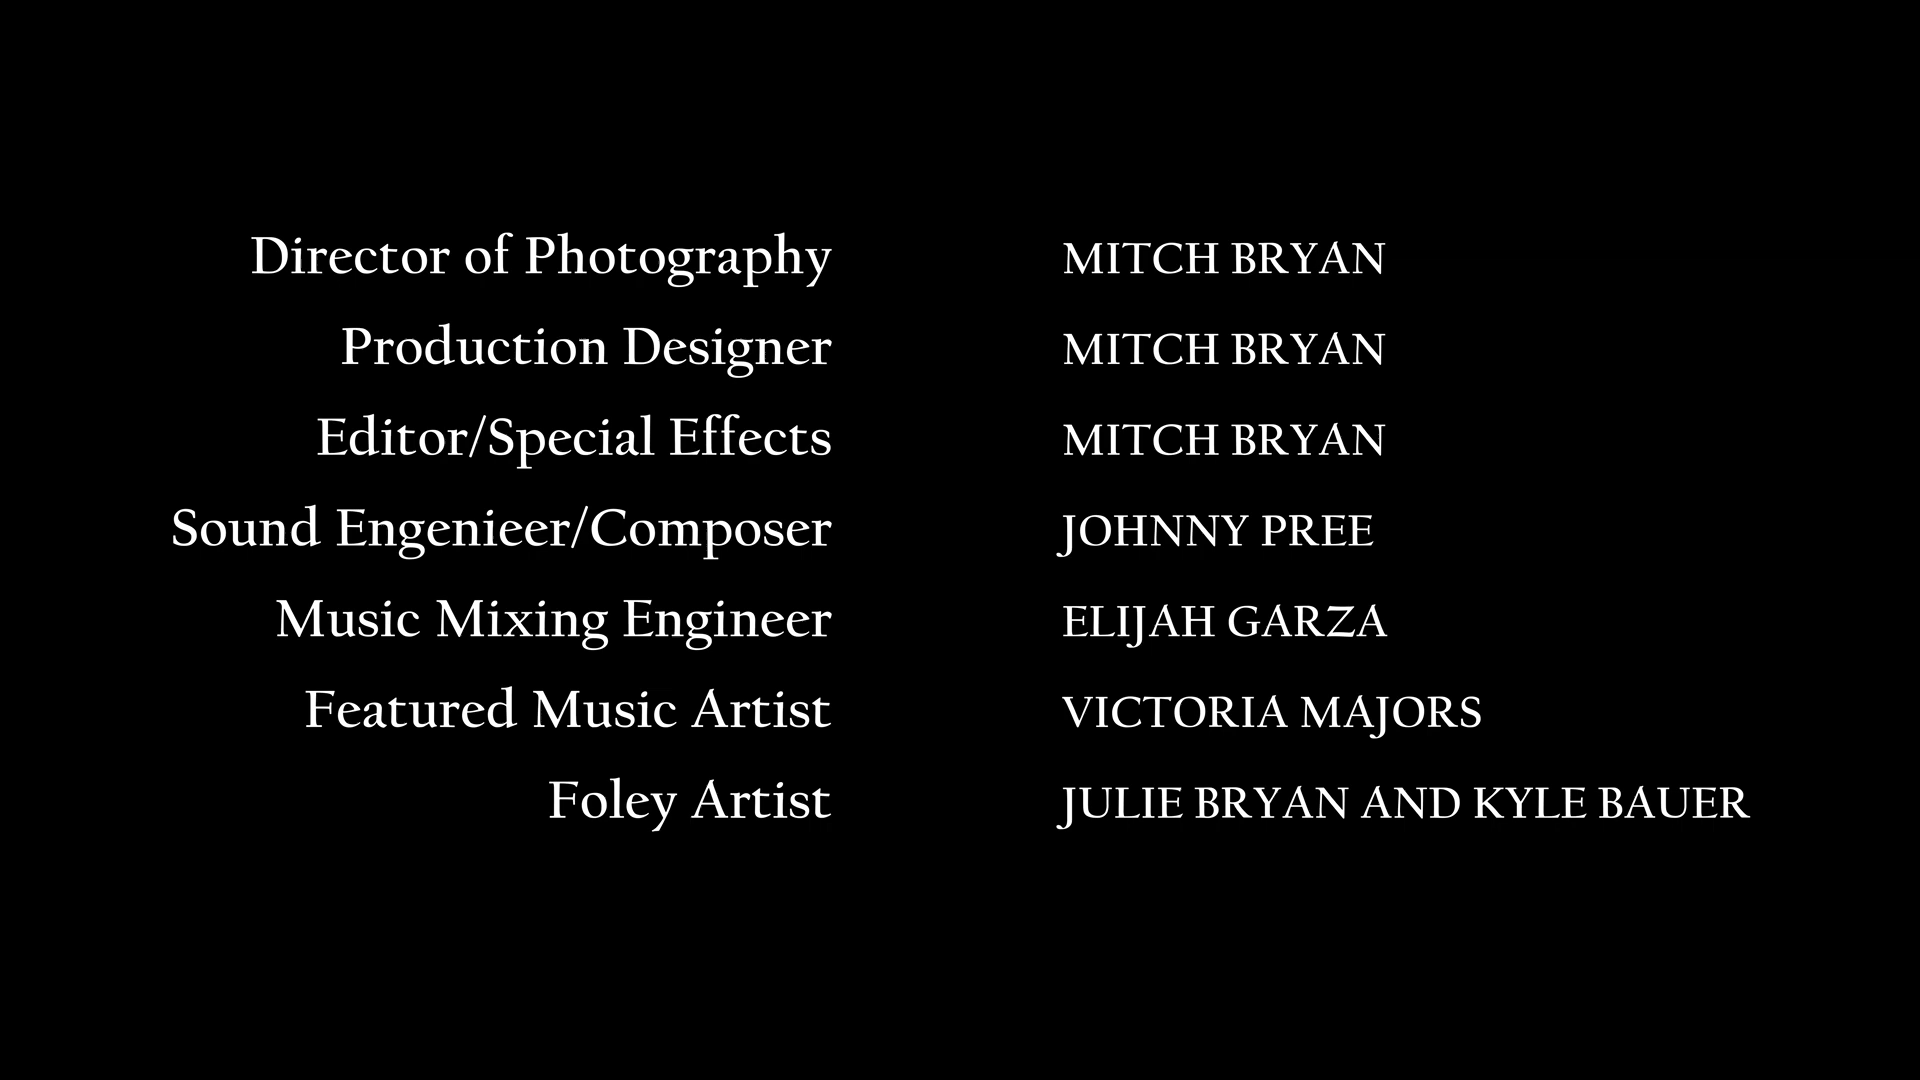 Director of Photography MITCH BRYAN
Production Designer MITCH BRYAN
Editor/Special Effects MITCH BRYAN
Sound Engenieer/Composer JOHNNY PREE
Music Mixing Engineer ELIJAH GARZA
Featured Music Artist VICTORIA MAJORS
Foley Artist JULIE BRYAN AND KYLE BAUER